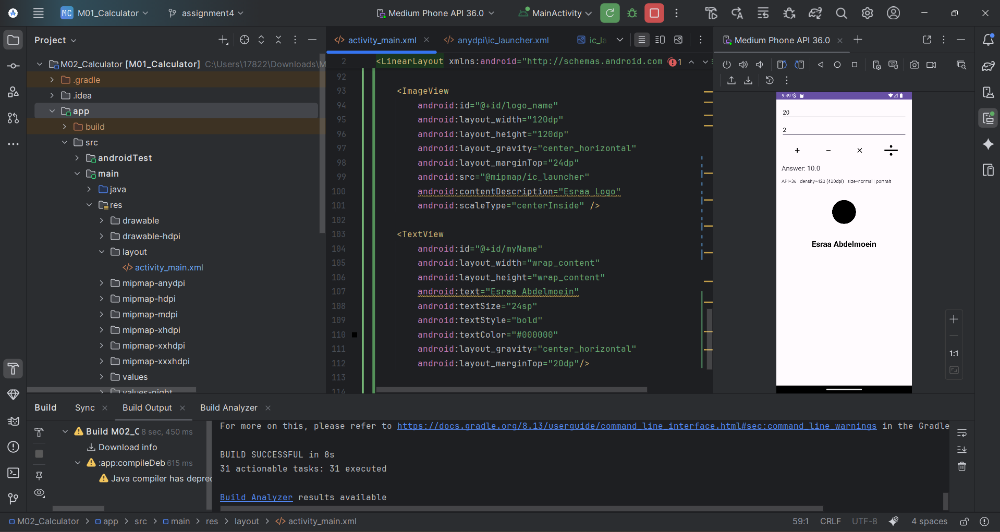 MC M01_Calculator
assignment4
Medium Phone API 36.0
MainActivity
Project
activity_main.xml
anydpi\ic_launcher.xml
ic_la
Medium Phone API 36.0
M02_Calculator [M01_Calculator] C:\Users\17822\Downloads\M
.gradle
.idea
app
build
src
androidTest
main
java
res
drawable
drawable-hdpi
layout
activity_main.xml
mipmap-anydpi
mipmap-hdpi
mipmap-mdpi
mipmap-xhdpi
mipmap-xxhdpi
mipmap-xxxhdpi
values
values-night
2 <LinearLayout xmlns:android="http://schemas.android.com 1
92
93 <ImageView
94 android:id="@+id/logo_name"
95 android:layout_width="120dp"
96 android:layout_height="120dp"
97 android:layout_gravity="center_horizontal"
98 android:layout_marginTop="24dp"
99 android:src="@mipmap/ic_launcher"
100 android:contentDescription="Esraa Logo"
101 android:scaleType="centerInside" />
102
103 <TextView
104 android:id="@+id/myName"
105 android:layout_width="wrap_content"
106 android:layout_height="wrap_content"
107 android:text="Esraa Abdelmoein"
108 android:textSize="24sp"
109 android:textStyle="bold"
110 android:textColor="#000000"
111 android:layout_gravity="center_horizontal"
112 android:layout_marginTop="20dp"/>
113
114
9:49
20
2
+ − × ÷
Answer: 10.0
API=36 density=420 (420dpi) size=normal | portrait
Esraa Abdelmoein
1:1
Build Sync Build Output Build Analyzer
Build M02_C 8 sec, 450 ms
Download info
:app:compileDeb 615 ms
Java compiler has deprec
For more on this, please refer to https://docs.gradle.org/8.13/userguide/command_line_interface.html#sec:command_line_warnings in the Gradle
BUILD SUCCESSFUL in 8s
31 actionable tasks: 31 executed
Build Analyzer results available
M02_Calculator > app > src > main > res > layout > activity_main.xml
59:1 CRLF UTF-8 4 spaces